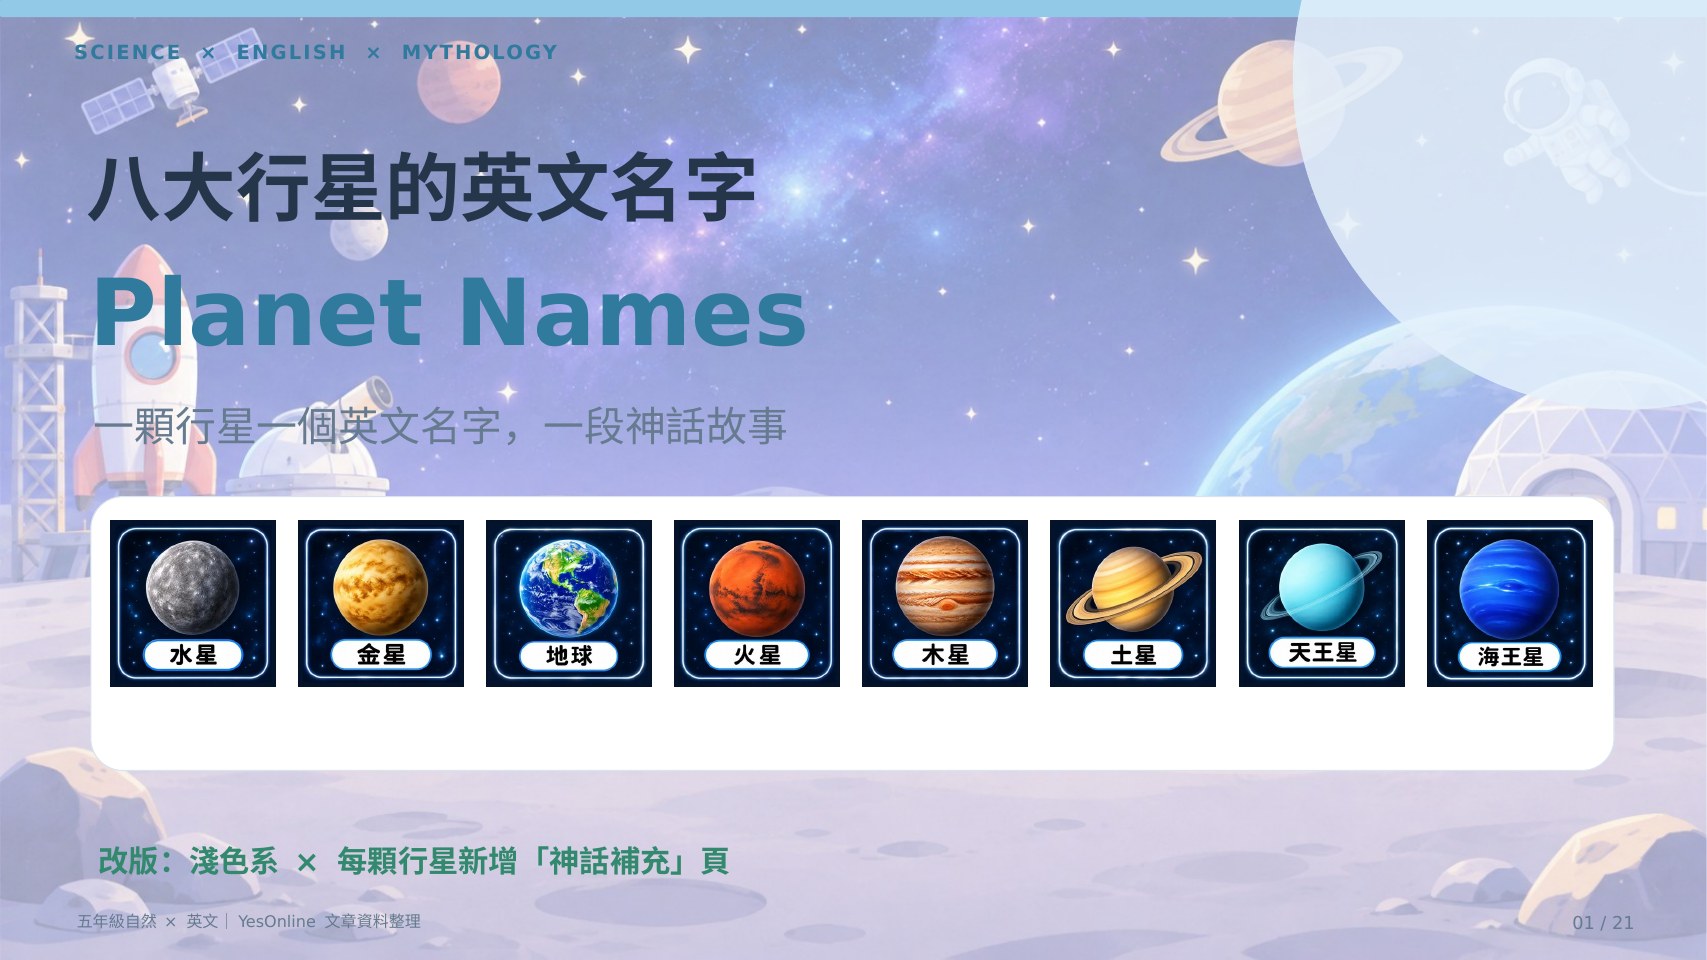 SCIENCE × ENGLISH × MYTHOLOGY
八大行星的英文名字
Planet Names
一顆行星一個英文名字，一段神話故事
水星 金星 地球 火星 木星 土星 天王星 海王星
改版：淺色系 × 每顆行星新增「神話補充」頁
五年級自然 × 英文｜YesOnline 文章資料整理
01 / 21